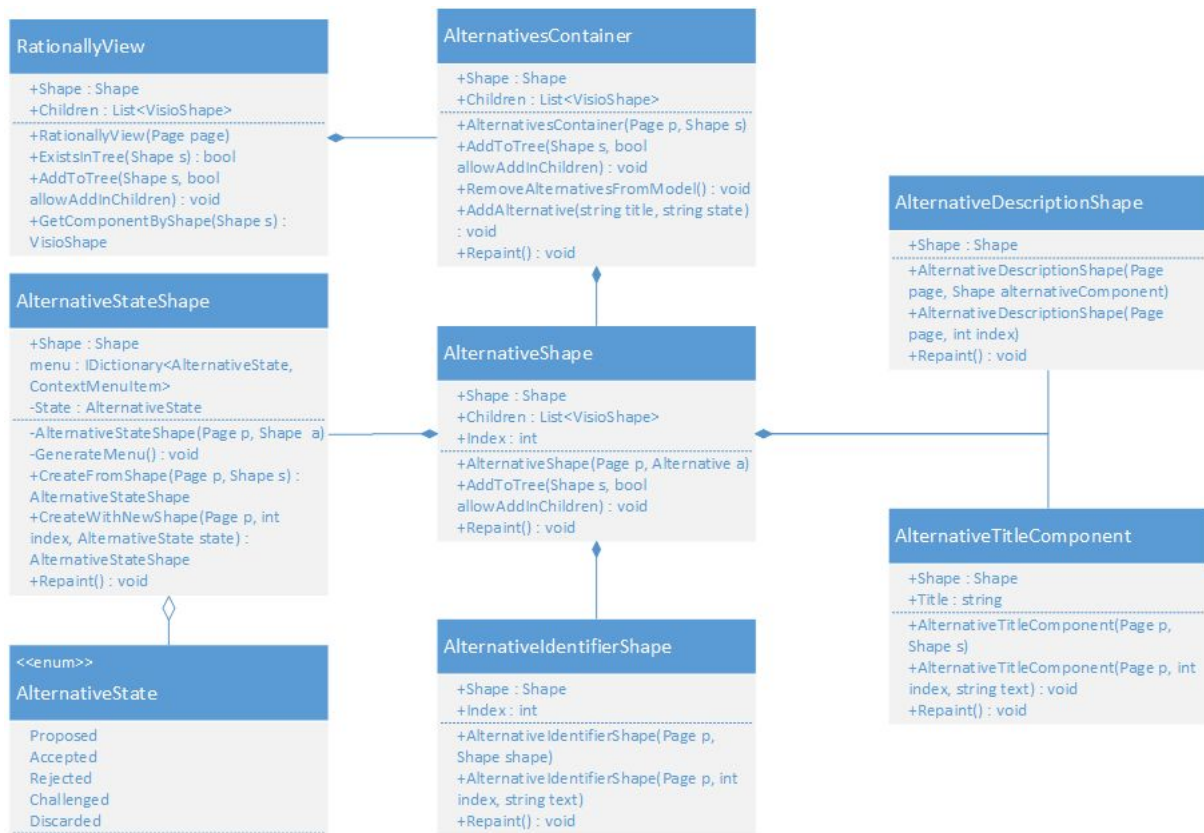 RationallyView
+Shape : Shape
+Children : List<VisioShape>
+RationallyView(Page page)
+ExistsInTree(Shape s) : bool
+AddToTree(Shape s, bool
allowAddInChildren) : void
+GetComponentByShape(Shape s) :
VisioShape
AlternativesContainer
+Shape : Shape
+Children : List<VisioShape>
+AlternativesContainer(Page p, Shape s)
+AddToTree(Shape s, bool
allowAddInChildren) : void
+RemoveAlternativesFromModel() : void
+AddAlternative(string title, string state)
: void
+Repaint() : void
AlternativeDescriptionShape
+Shape : Shape
+AlternativeDescriptionShape(Page
page, Shape alternativeComponent)
+AlternativeDescriptionShape(Page
page, int index)
+Repaint() : void
AlternativeStateShape
+Shape : Shape
menu : IDictionary<AlternativeState,
ContextMenuItem>
-State : AlternativeState
-AlternativeStateShape(Page p, Shape a)
-GenerateMenu() : void
+CreateFromShape(Page p, Shape s) :
AlternativeStateShape
+CreateWithNewShape(Page p, int
index, AlternativeState state) :
AlternativeStateShape
+Repaint() : void
AlternativeShape
+Shape : Shape
+Children : List<VisioShape>
+Index : int
+AlternativeShape(Page p, Alternative a)
+AddToTree(Shape s, bool
allowAddInChildren) : void
+Repaint() : void
AlternativeTitleComponent
+Shape : Shape
+Title : string
+AlternativeTitleComponent(Page p,
Shape s)
+AlternativeTitleComponent(Page p, int
index, string text) : void
+Repaint() : void
<<enum>>
AlternativeState
Proposed
Accepted
Rejected
Challenged
Discarded
AlternativeIdentifierShape
+Shape : Shape
+Index : int
+AlternativeIdentifierShape(Page p,
Shape shape)
+AlternativeIdentifierShape(Page p, int
index, string text)
+Repaint() : void